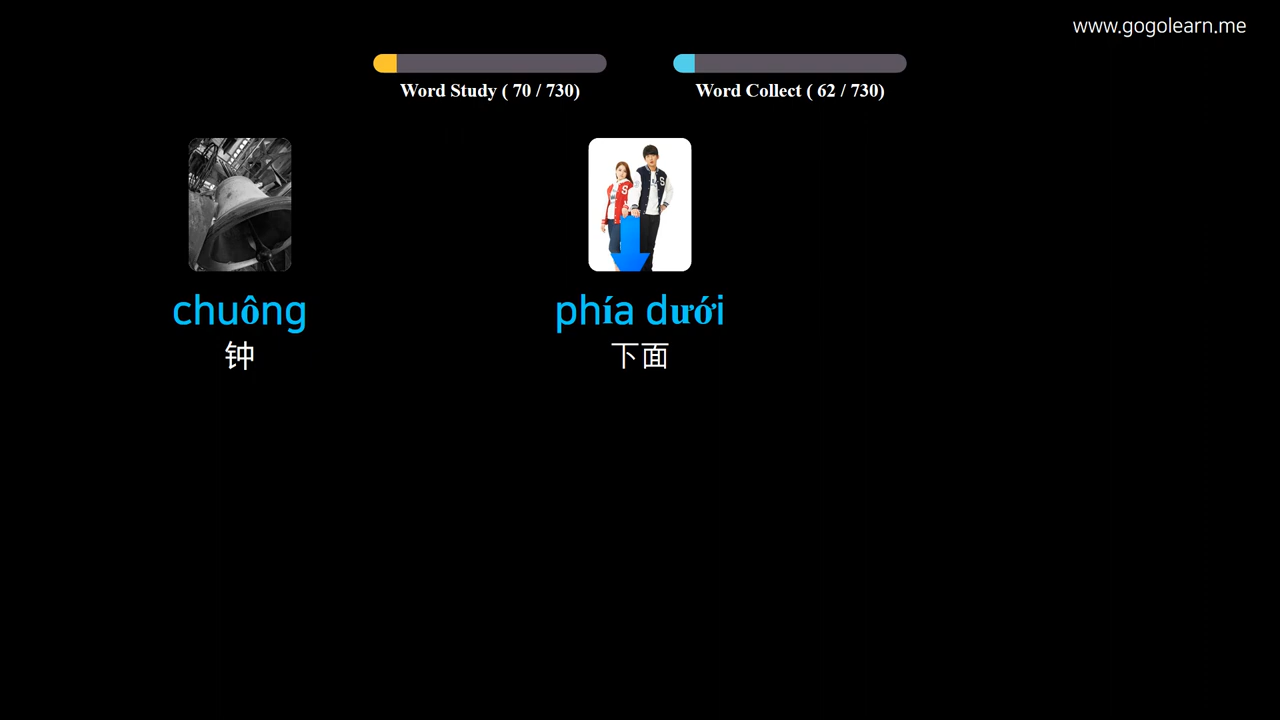 www.gogolearn.me
Word Study ( 70 / 730)
Word Collect ( 62 / 730)
chuông
钟
phía dưới
下面